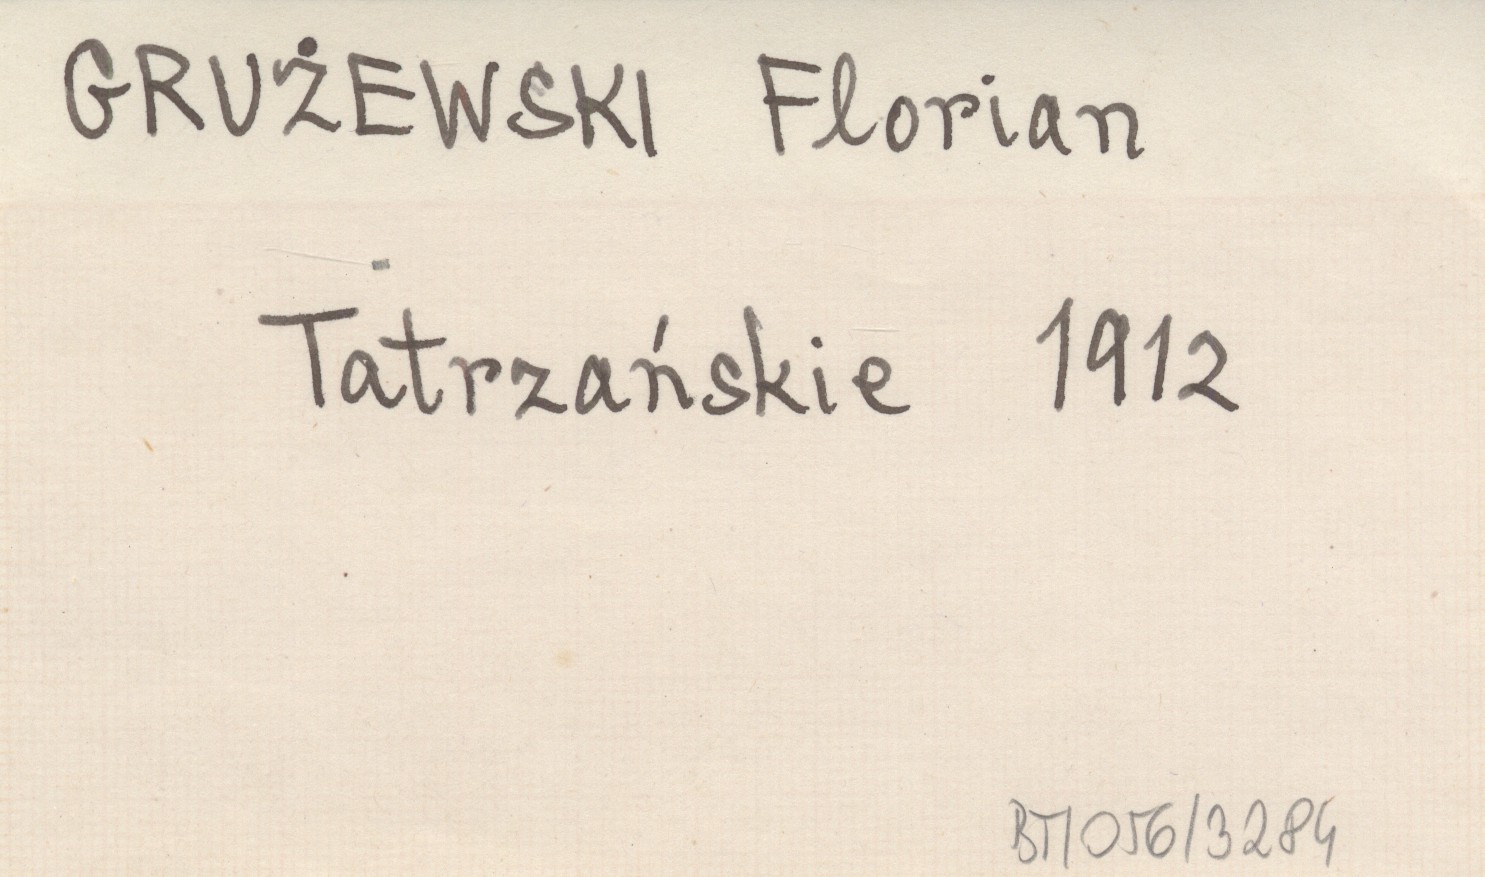 GRUŻEWSKI Florian
Tatrzańskie 1912
BT/056/3284